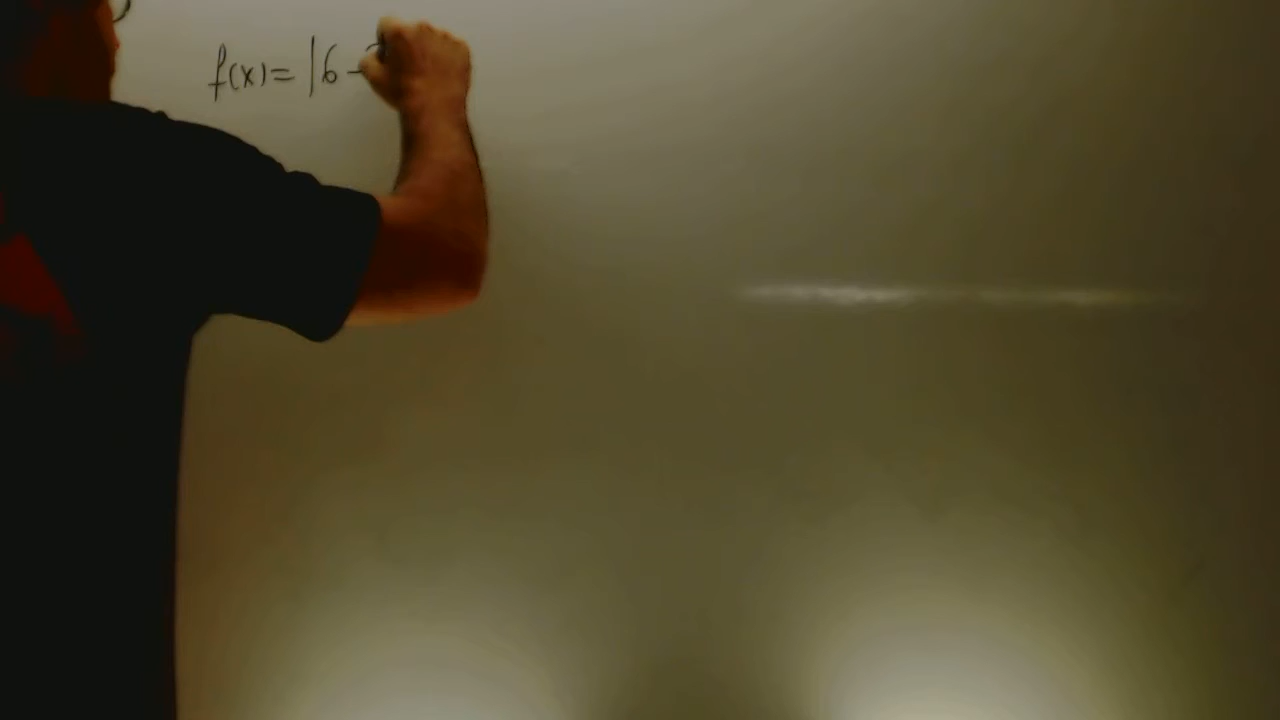 f(x) = |6 -